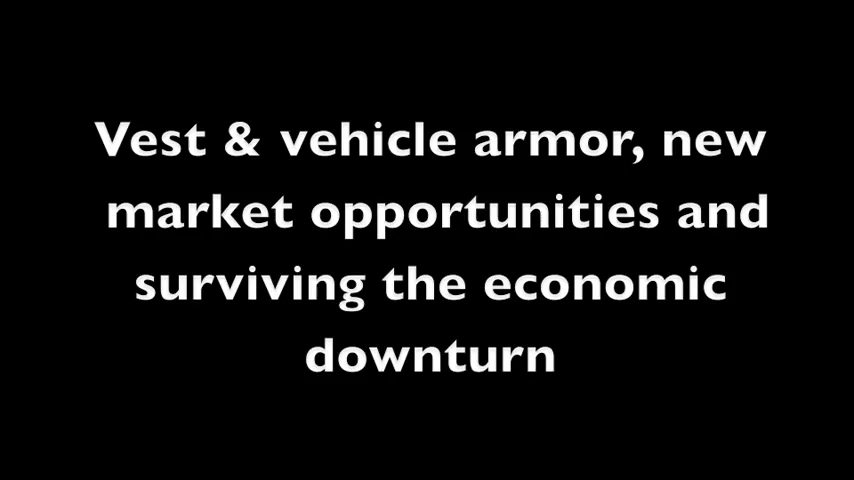 Vest & vehicle armor, new
market opportunities and
surviving the economic
downturn